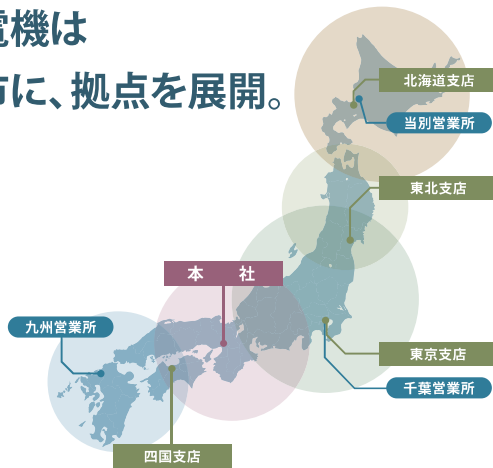 電機は
市に、拠点を展開。
北海道支店
当別営業所
東北支店
本 社
九州営業所
東京支店
千葉営業所
四国支店